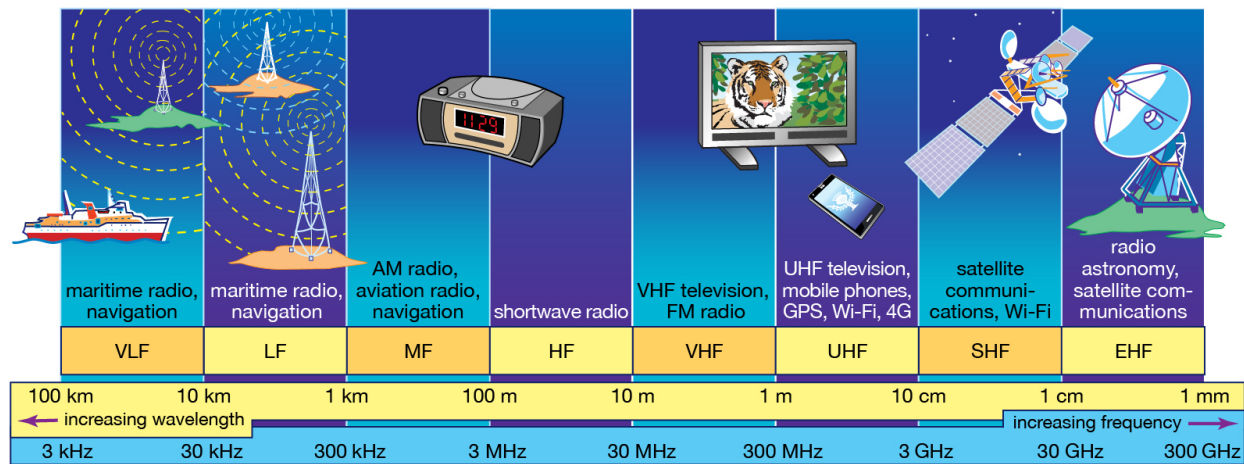 11:29
maritime radio,
navigation
maritime radio,
navigation
AM radio,
aviation radio,
navigation
shortwave radio
VHF television,
FM radio
UHF television,
mobile phones,
GPS, Wi-Fi, 4G
satellite
communi-
cations, Wi-Fi
radio
astronomy,
satellite com-
munications
VLF LF MF HF VHF UHF SHF EHF
100 km 10 km 1 km 100 m 10 m 1 m 10 cm 1 cm 1 mm
increasing wavelength increasing frequency
3 kHz 30 kHz 300 kHz 3 MHz 30 MHz 300 MHz 3 GHz 30 GHz 300 GHz